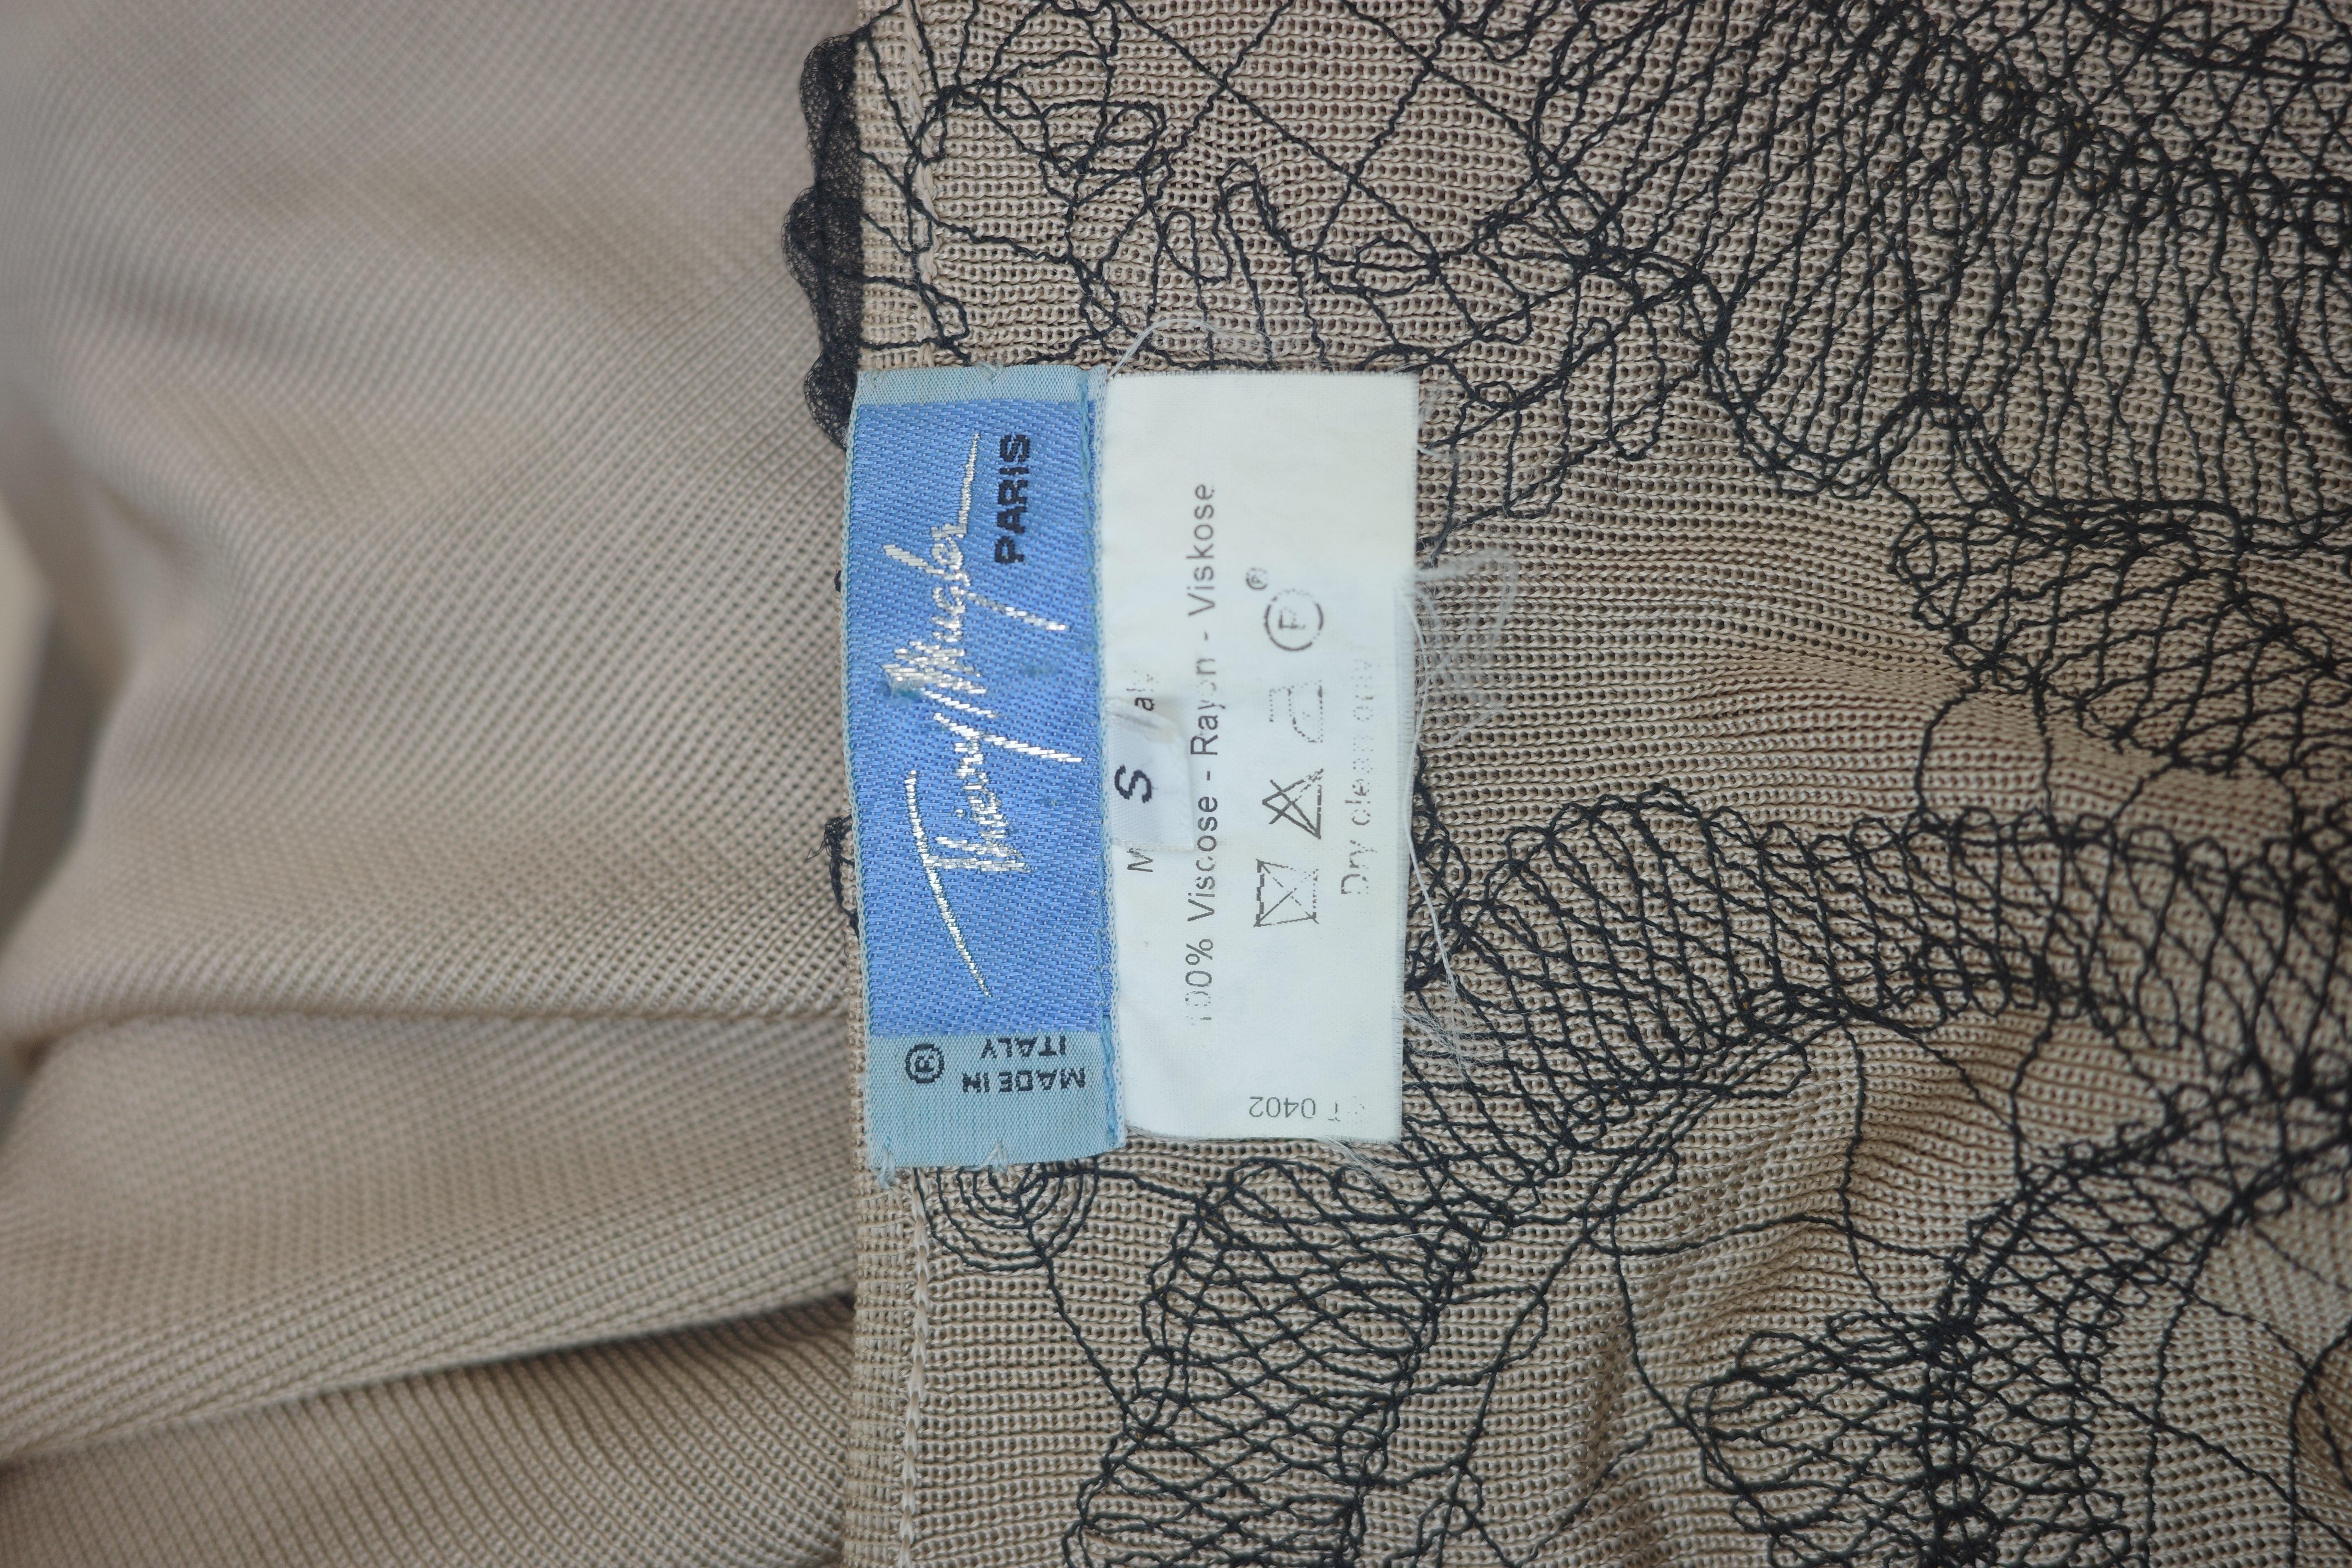 Thierry Mugler
PARIS
®
MADE IN
ITALY
S
M
100% Viscose - Rayon - Viskose
P
®
Dry clean only
0402